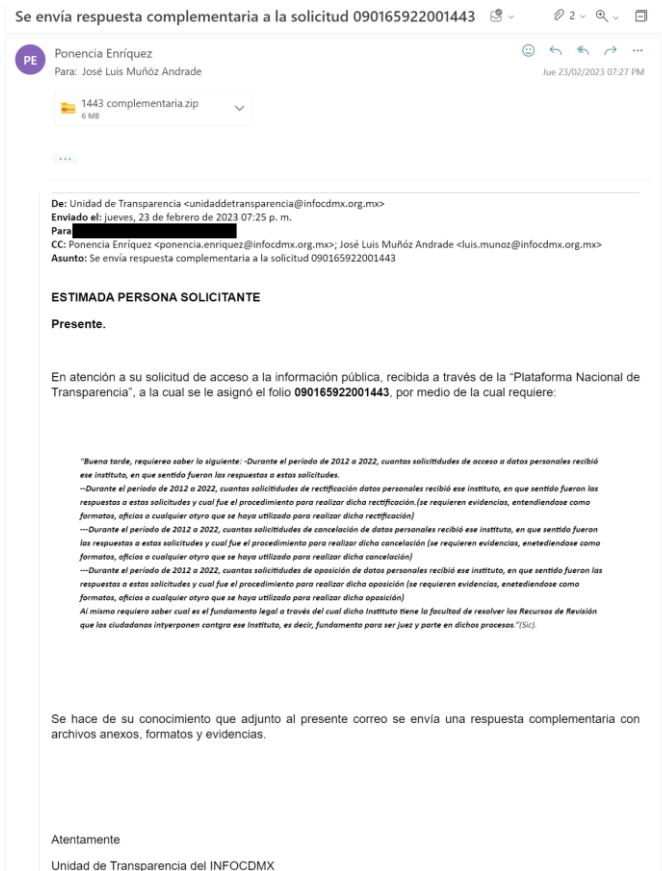 Se envía respuesta complementaria a la solicitud 090165922001443
2
PE
Ponencia Enríquez
Para: José Luis Muñóz Andrade
Jue 23/02/2023 07:27 PM
1443 complementaria.zip
6 MB
...
De: Unidad de Transparencia <unidaddetransparencia@infocdmx.org.mx>
Enviado el: jueves, 23 de febrero de 2023 07:25 p. m.
Para
CC: Ponencia Enríquez <ponencia.enriquez@infocdmx.org.mx>; José Luis Muñóz Andrade <luis.munoz@infocdmx.org.mx>
Asunto: Se envía respuesta complementaria a la solicitud 090165922001443
ESTIMADA PERSONA SOLICITANTE
Presente.
En atención a su solicitud de acceso a la información pública, recibida a través de la "Plataforma Nacional de
Transparencia", a la cual se le asignó el folio 090165922001443, por medio de la cual requiere:
"Buena tarde, requiereo saber lo siguiente: -Durante el periodo de 2012 a 2022, cuantas solicitidudes de acceso a datos personales recibió
ese instituto, en que sentido fueron las respuestas a estas solicitudes.
--Durante el periodo de 2012 a 2022, cuantas solicitidudes de rectificación datos personales recibió ese instituto, en que sentido fueron las
respuestas a estas solicitudes y cual fue el procedimiento para realizar dicha rectificación.(se requieren evidencias, entendiendose como
formatos, oficios o cualquier otyro que se haya utilizado para realizar dicha rectificación)
---Durante el periodo de 2012 a 2022, cuantas solicitidudes de cancelación de datos personales recibió ese instituto, en que sentido fueron
las respuestas a estas solicitudes y cual fue el procedimiento para realizar dicha cancelación (se requieren evidencias, enetediendose como
formatos, oficios o cualquier otyro que se haya utilizado para realizar dicha cancelación)
---Durante el periodo de 2012 a 2022, cuantas solicitidudes de oposición de datos personales recibió ese instituto, en que sentido fueron las
respuestas a estas solicitudes y cual fue el procedimiento para realizar dicha oposición (se requieren evidencias, enetediendose como
formatos, oficios o cualquier otyro que se haya utilizado para realizar dicha oposición)
Al mismo requiero saber cual es el fundamento legal a través del cual dicho Instituto tiene la facultad de resolver los Recursos de Revisión
que los ciudadanos intyerponen contgra ese Instituto, es decir, fundamento para ser juez y parte en dichos procesos."(Sic).
Se hace de su conocimiento que adjunto al presente correo se envía una respuesta complementaria con
archivos anexos, formatos y evidencias.
Atentamente
Unidad de Transparencia del INFOCDMX